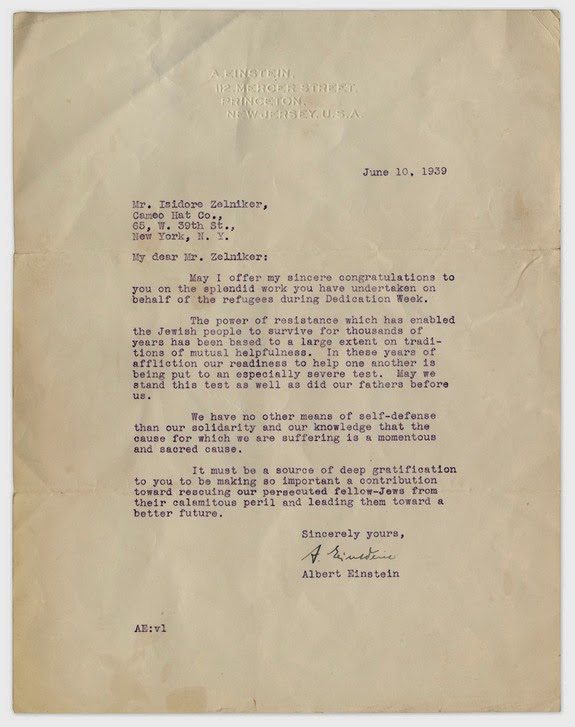 A. EINSTEIN.
112 MERCER STREET.
PRINCETON.
NEW JERSEY. U.S.A.
June 10, 1939
Mr. Isidore Zelniker,
Cameo Hat Co.,
65, W. 39th St.,
New York, N. Y.
My dear Mr. Zelniker:
May I offer my sincere congratulations to
you on the splendid work you have undertaken on
behalf of the refugees during Dedication Week.
The power of resistance which has enabled
the Jewish people to survive for thousands of
years has been based to a large extent on tradi-
tions of mutual helpfulness. In these years of
affliction our readiness to help one another is
being put to an especially severe test. May we
stand this test as well as did our fathers before
us.
We have no other means of self-defense
than our solidarity and our knowledge that the
cause for which we are suffering is a momentous
and sacred cause.
It must be a source of deep gratification
to you to be making so important a contribution
toward rescuing our persecuted fellow-Jews from
their calamitous peril and leading them toward a
better future.
Sincerely yours,
A. Einstein
Albert Einstein
AE:vl